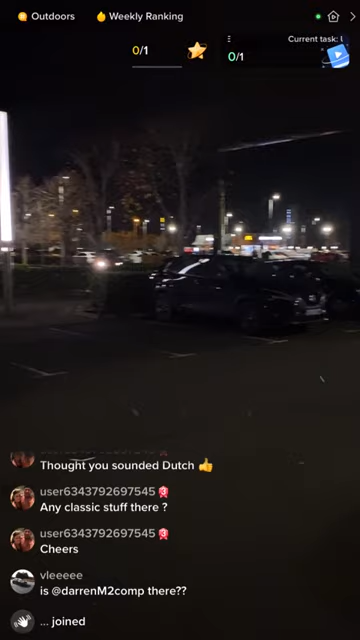 Outdoors
Weekly Ranking
0/1
Current task:
0/1
Thought you sounded Dutch 👍
user6343792697545
Any classic stuff there ?
user6343792697545
Cheers
vleeeee
is @darrenM2comp there??
... joined